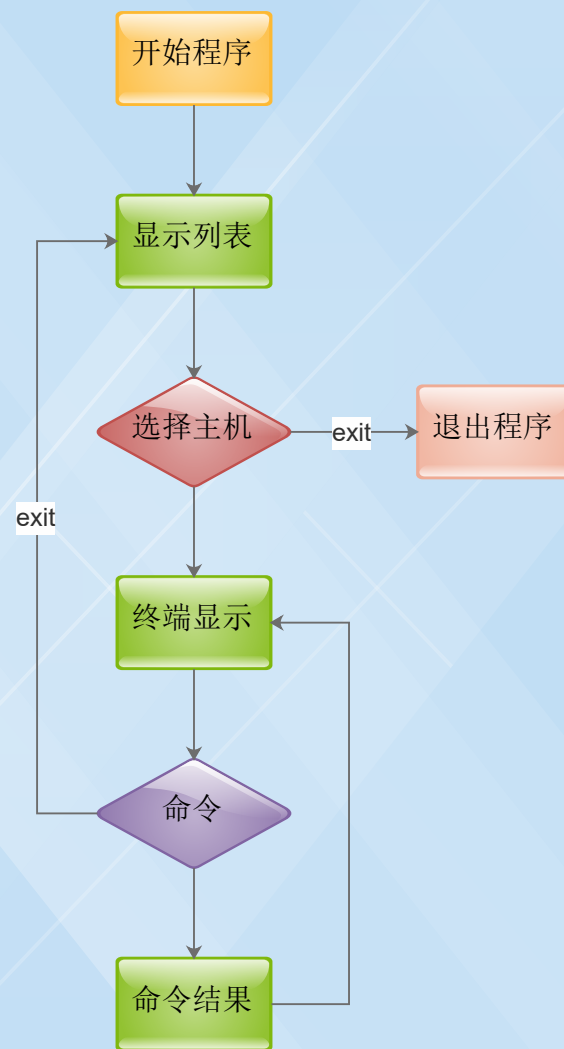 开始程序
显示列表
选择主机
exit
退出程序
exit
终端显示
命令
命令结果